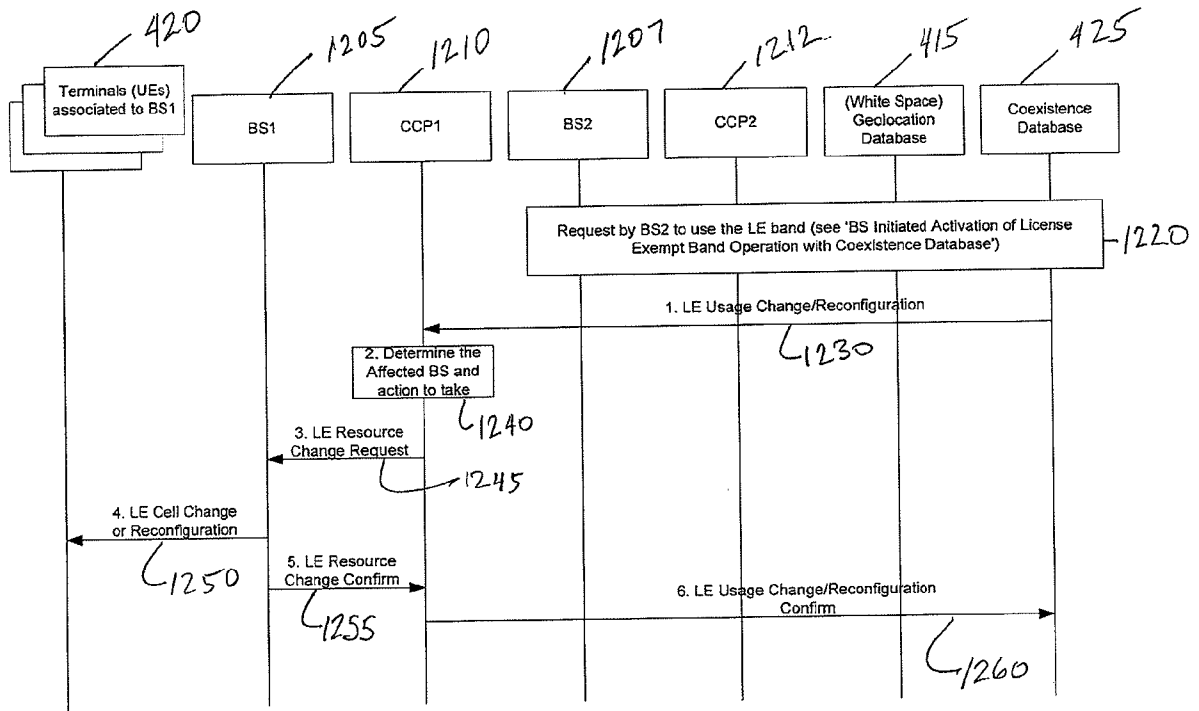 420
1205
1210
1207
1212
415
425
Terminals (UEs)
associated to BS1
BS1
CCP1
BS2
CCP2
(White Space)
Geolocation
Database
Coexistence
Database
Request by BS2 to use the LE band (see 'BS Initiated Activation of License
Exempt Band Operation with Coexistence Database')
1220
1. LE Usage Change/Reconfiguration
1230
2. Determine the
Affected BS and
action to take
1240
3. LE Resource
Change Request
1245
4. LE Cell Change
or Reconfiguration
1250
5. LE Resource
Change Confirm
1255
6. LE Usage Change/Reconfiguration
Confirm
1260